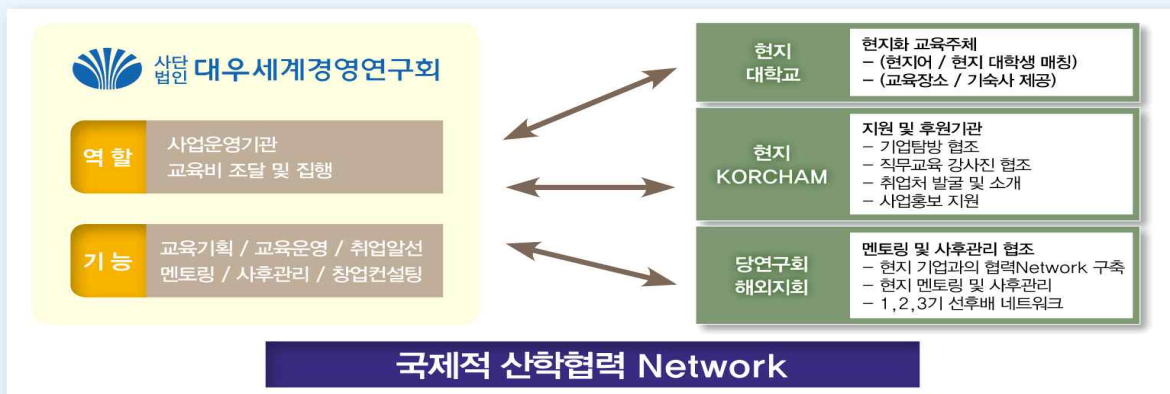 사단
법인 대우세계경영연구회
역할
사업운영기관
교육비 조달 및 집행
기능
교육기획 / 교육운영 / 취업알선
멘토링 / 사후관리 / 창업컨설팅
현지
대학교
현지화 교육주체
- (현지어 / 현지 대학생 매칭)
- (교육장소 / 기숙사 제공)
현지
KORCHAM
지원 및 후원기관
- 기업탐방 협조
- 직무교육 강사진 협조
- 취업처 발굴 및 소개
- 사업홍보 지원
당연구회
해외지회
멘토링 및 사후관리 협조
- 현지 기업과의 협력Network 구축
- 현지 멘토링 및 사후관리
- 1,2,3기 선후배 네트워크
국제적 산학협력 Network